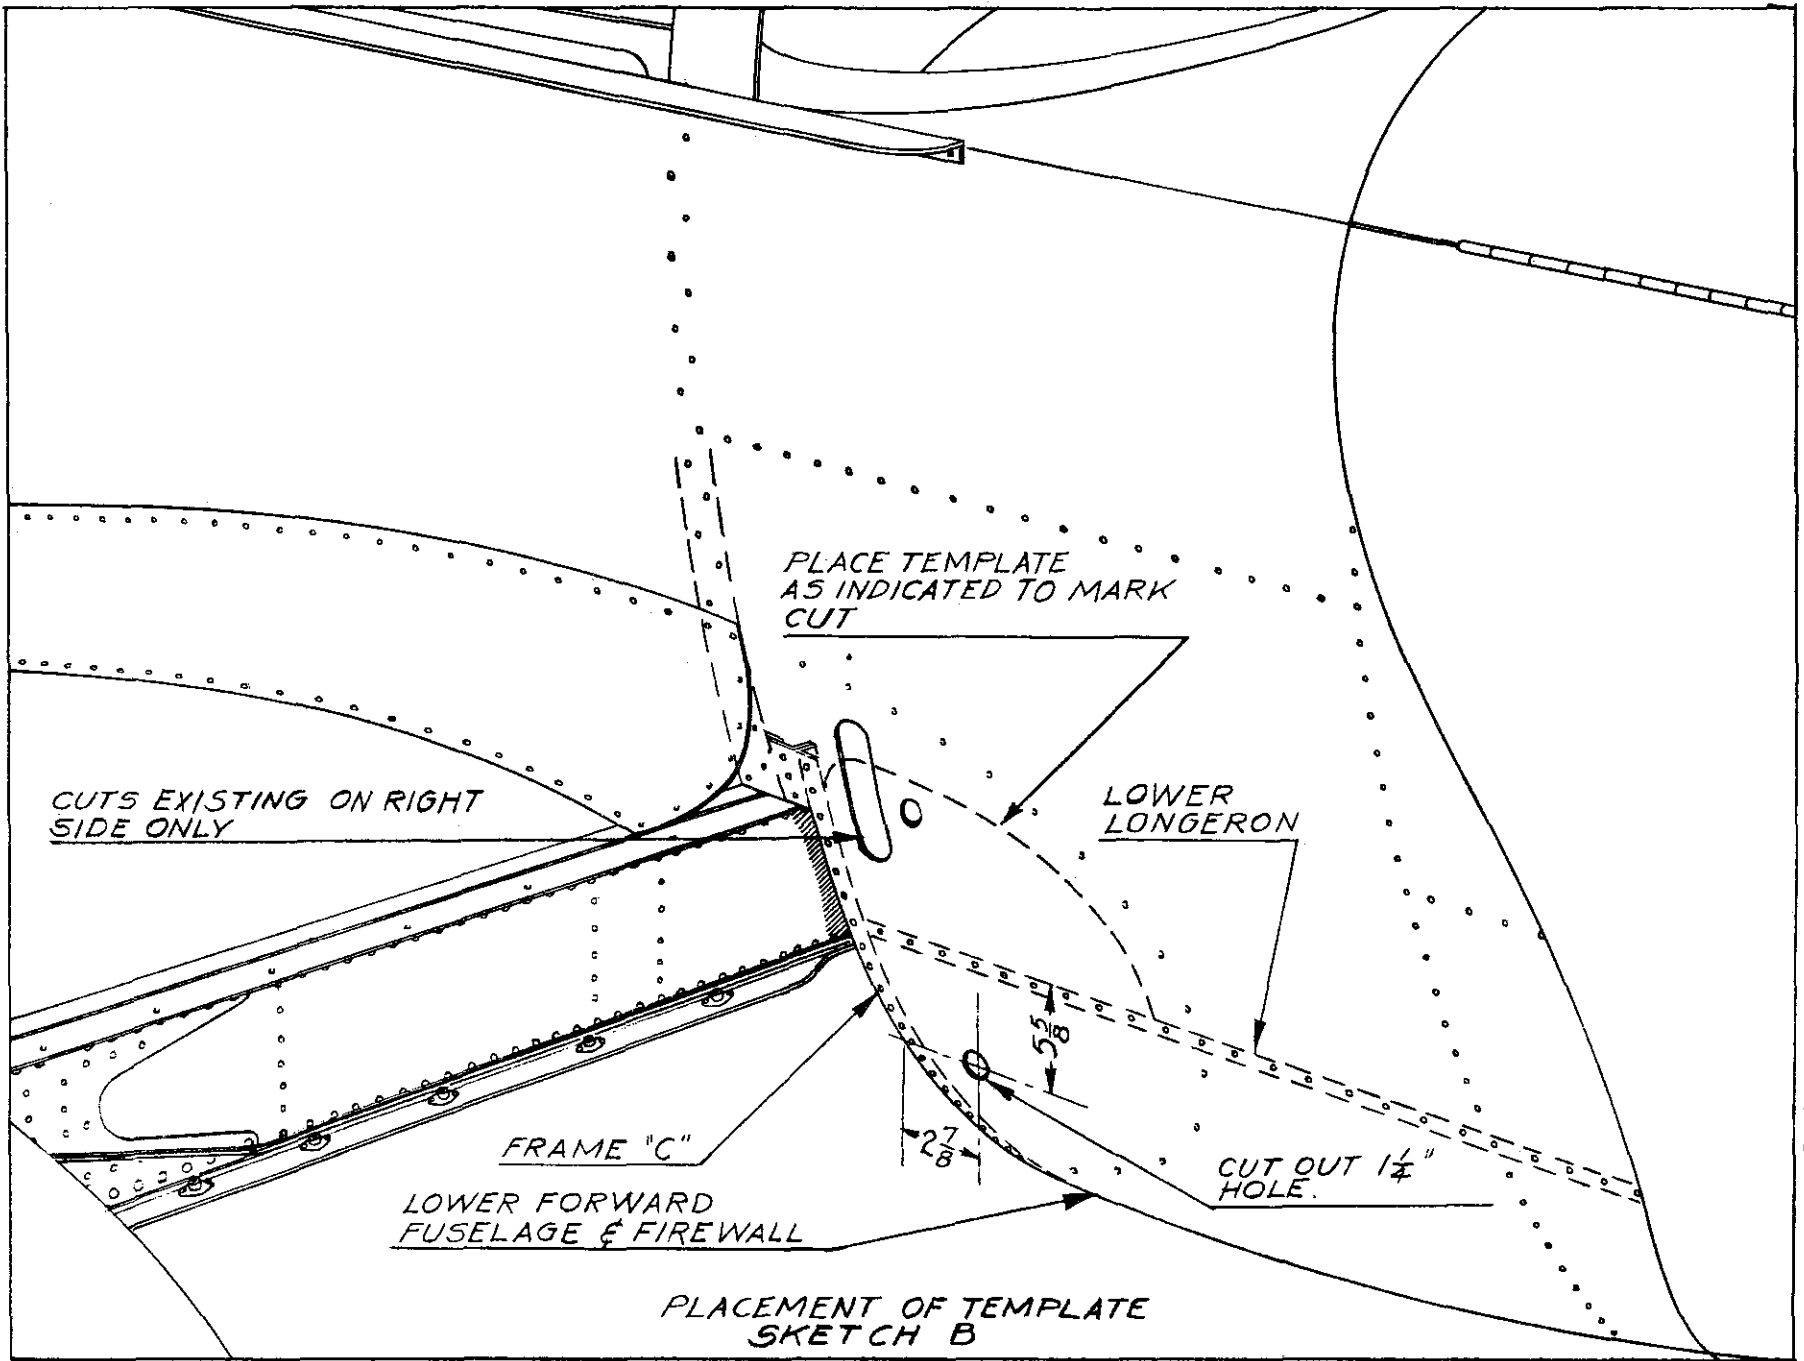 PLACE TEMPLATE
AS INDICATED TO MARK
CUT
CUTS EXISTING ON RIGHT
SIDE ONLY
LOWER
LONGERON
5 5/8
2 7/8
FRAME "C"
CUT OUT 1 1/4"
HOLE.
LOWER FORWARD
FUSELAGE & FIREWALL
PLACEMENT OF TEMPLATE
SKETCH B